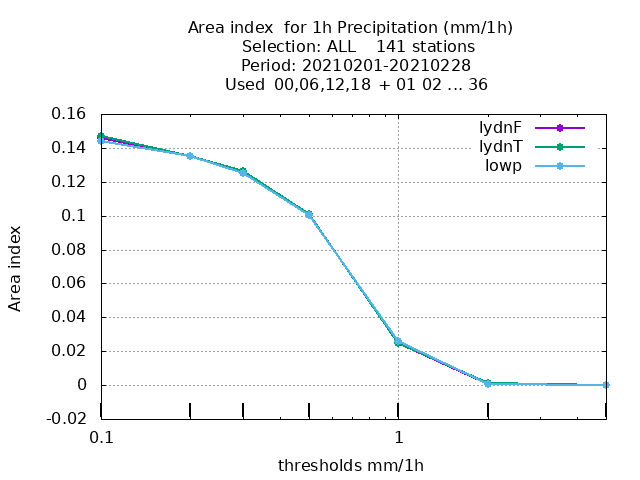 Area index  for 1h Precipitation (mm/1h)
Selection: ALL    141 stations
Period: 20210201-20210228
Used  00,06,12,18  + 01 02 ... 36
lydnF
lydnT
lowp
0.16
0.14
0.12
0.1
0.08
0.06
0.04
0.02
0
-0.02
Area index
0.1
1
thresholds mm/1h